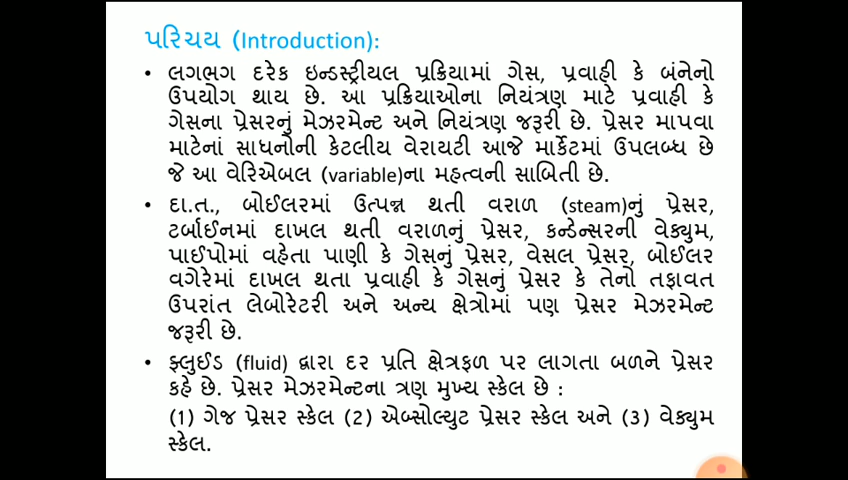 પરિચય (Introduction):
• લગભગ દરેક ઇન્ડસ્ટ્રીયલ પ્રક્રિયામાં ગેસ, પ્રવાહી કે બંનેનો
ઉપયોગ થાય છે. આ પ્રક્રિયાઓના નિયંત્રણ માટે પ્રવાહી કે
ગેસના પ્રેસરનું મેઝરમેન્ટ અને નિયંત્રણ જરૂરી છે. પ્રેસર માપવા
માટેનાં સાધનોની કેટલીય વેરાયટી આજે માર્કેટમાં ઉપલબ્ધ છે
જે આ વેરિએબલ (variable)ના મહત્વની સાબિતી છે.
• દા.ત., બોઈલરમાં ઉત્પન્ન થતી વરાળ (steam)નું પ્રેસર,
ટર્બાઈનમાં દાખલ થતી વરાળનું પ્રેસર, કન્ડેન્સરની વેક્યુમ,
પાઈપોમાં વહેતા પાણી કે ગેસનું પ્રેસર, વેસલ પ્રેસર, બોઈલર
વગેરેમાં દાખલ થતા પ્રવાહી કે ગેસનું પ્રેસર કે તેનો તફાવત
ઉપરાંત લેબોરેટરી અને અન્ય ક્ષેત્રોમાં પણ પ્રેસર મેઝરમેન્ટ
જરૂરી છે.
• ફ્લુઈડ (fluid) દ્વારા દર પ્રતિ ક્ષેત્રફળ પર લાગતા બળને પ્રેસર
કહે છે. પ્રેસર મેઝરમેન્ટના ત્રણ મુખ્ય સ્કેલ છે :
(1) ગેજ પ્રેસર સ્કેલ (2) એબ્સોલ્યુટ પ્રેસર સ્કેલ અને (3) વેક્યુમ
સ્કેલ.